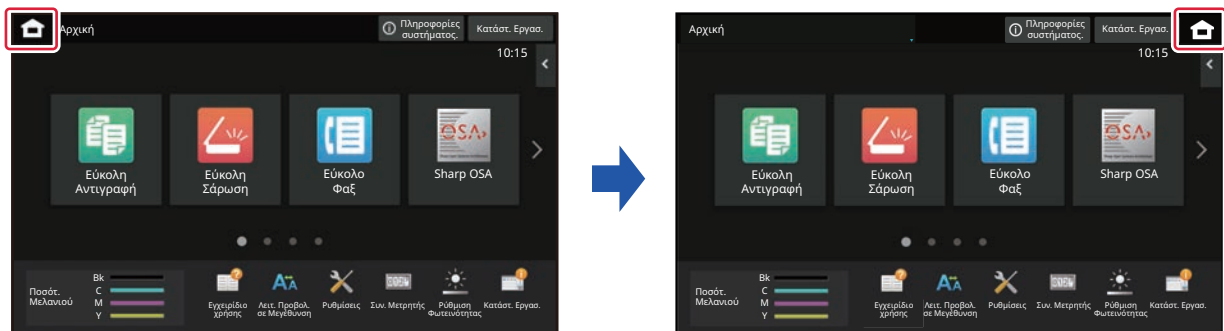 Αρχική
Πληροφορίες
συστήματος.
Κατάστ. Εργασ.
10:15
Εύκολη
Αντιγραφή
Εύκολη
Σάρωση
Εύκολο
Φαξ
OSA
Sharp OSA
Ποσότ.
Μελανιού
Bk
C
M
Y
Εγχειρίδιο
χρήσης
Λειτ. Προβολ.
σε Μεγέθυνση
Ρυθμίσεις
Συν. Μετρητής
Ρύθμιση
Φωτεινότητας
Κατάστ. Εργασ.
Αρχική
Πληροφορίες
συστήματος.
Κατάστ. Εργασ.
10:15
Εύκολη
Αντιγραφή
Εύκολη
Σάρωση
Εύκολο
Φαξ
OSA
Sharp OSA
Ποσότ.
Μελανιού
Bk
C
M
Y
Εγχειρίδιο
χρήσης
Λειτ. Προβολ.
σε Μεγέθυνση
Ρυθμίσεις
Συν. Μετρητής
Ρύθμιση
Φωτεινότητας
Κατάστ. Εργασ.